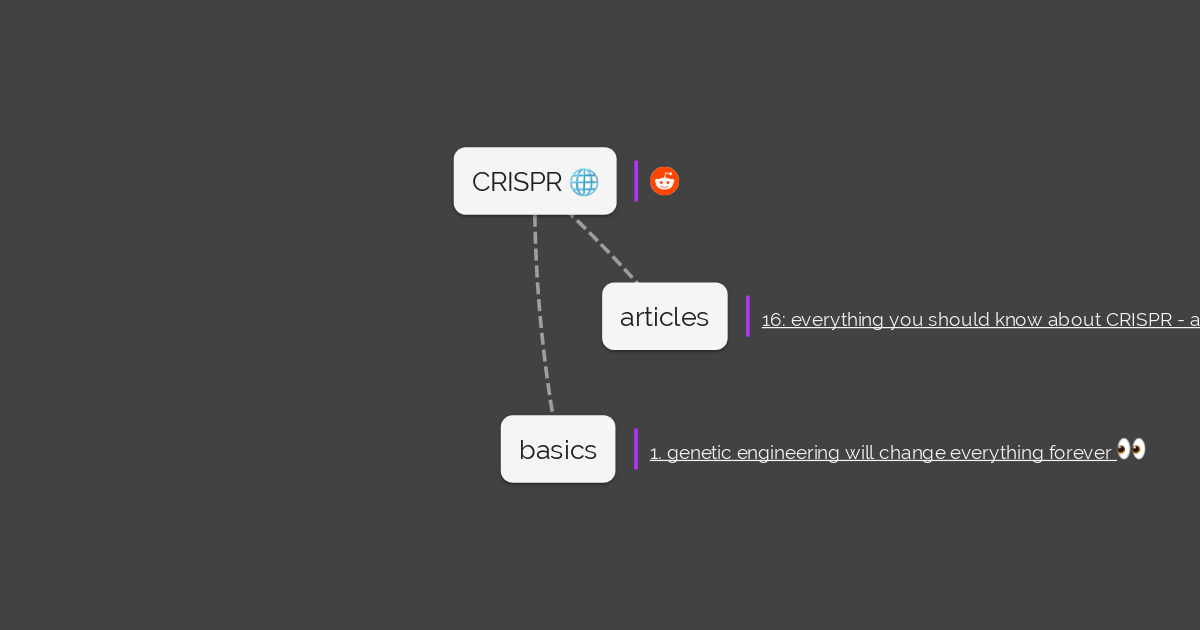 CRISPR 🌐
articles
16: everything you should know about CRISPR - a
basics
1. genetic engineering will change everything forever 👀